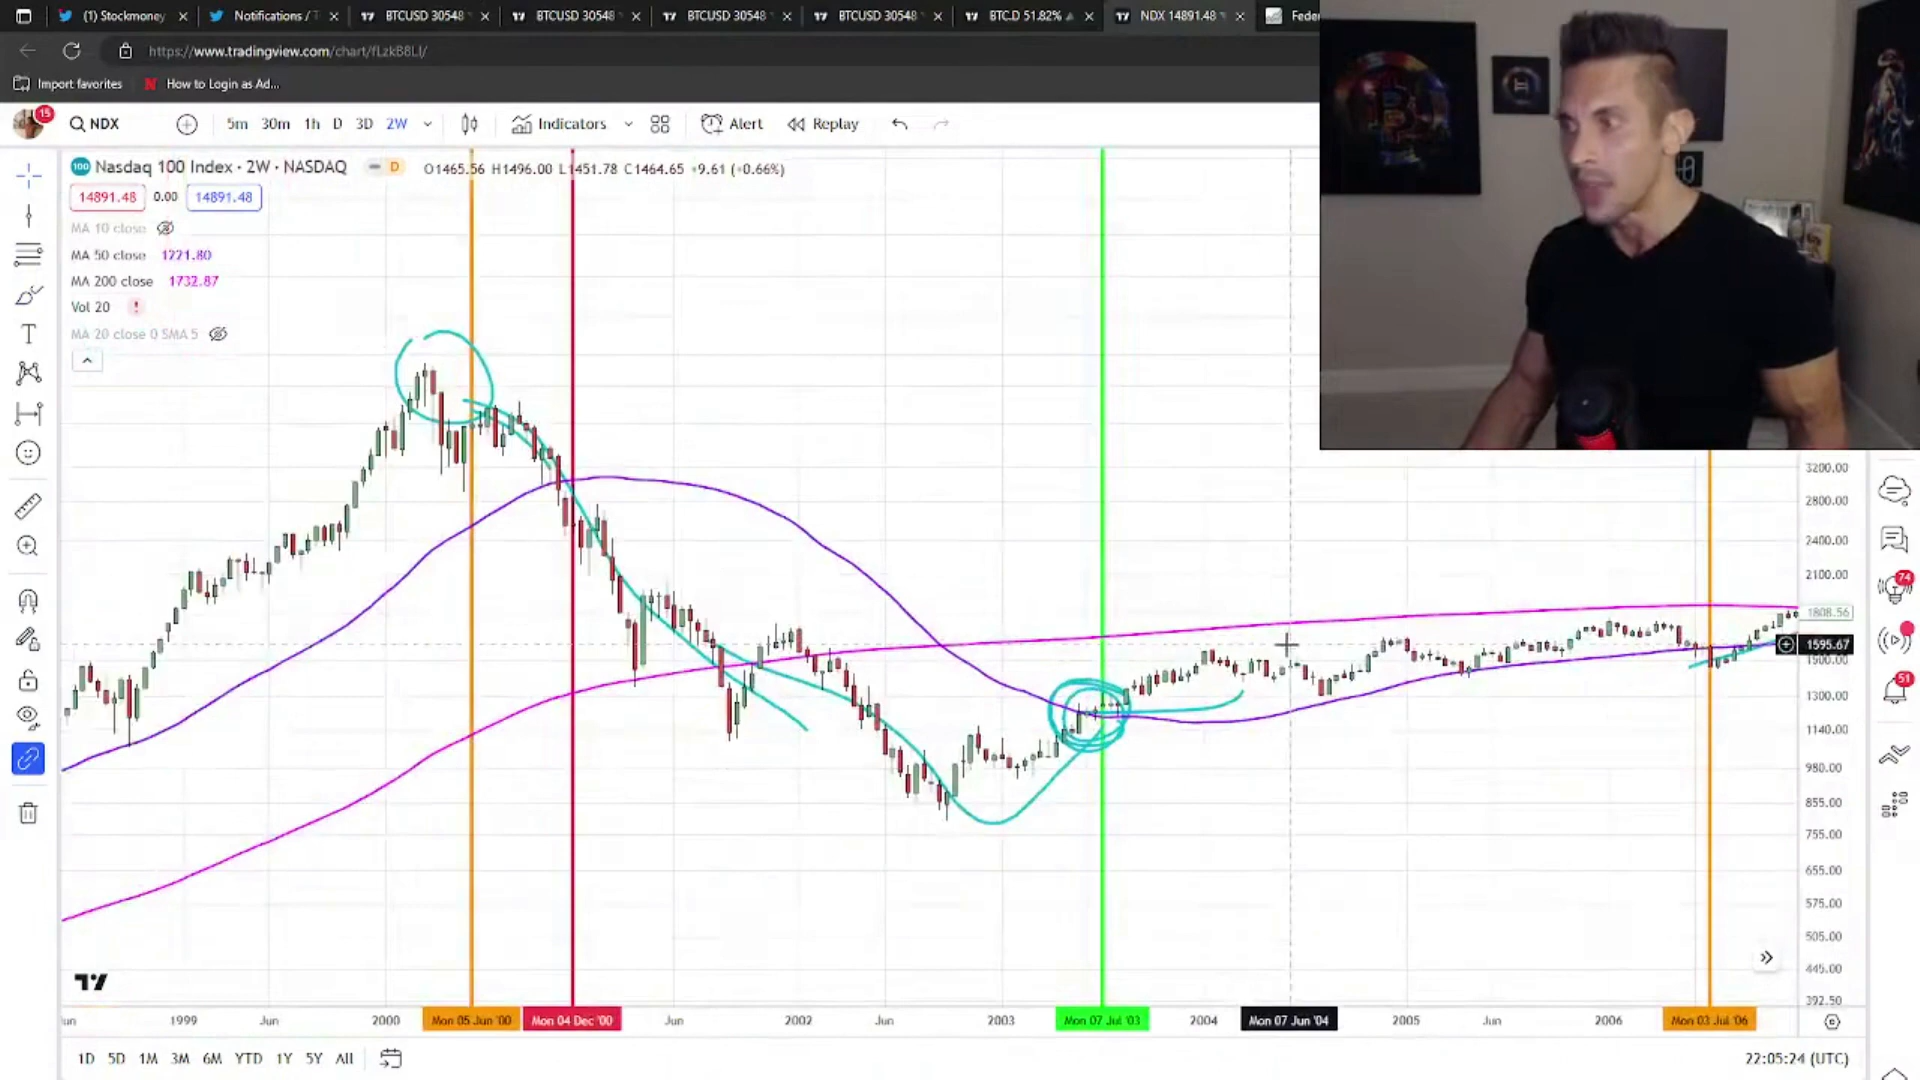 (1) Stockmoney
Notifications / T
BTCUSD 30548
BTCUSD 30548
BTCUSD 30548
BTCUSD 30548
BTC.D 51.82%
NDX 14891.48
Feder
https://www.tradingview.com/chart/fLzkB8LJ/
Import favorites
How to Login as Ad...
15
NDX
5m 30m 1h D 3D 2W
Indicators
Alert
Replay
100 Nasdaq 100 Index · 2W · NASDAQ
D
O1465.56 H1496.00 L1451.78 C1464.65 +9.61 (+0.66%)
14891.48 0.00 14891.48
MA 10 close
MA 50 close 1221.80
MA 200 close 1732.87
Vol 20 !
MA 20 close 0 SMA 5
3200.00
2800.00
2400.00
2100.00
74
1808.56
1595.67
1500.00
51
1300.00
1140.00
980.00
855.00
755.00
655.00
575.00
505.00
445.00
392.50
1999 Jun 2000 Mon 05 Jun '00 Mon 04 Dec '00 Jun 2002 Jun 2003 Mon 07 Jul '03 2004 Mon 07 Jun '04 2005 Jun 2006 Mon 03 Jul '06
1D 5D 1M 3M 6M YTD 1Y 5Y All
22:05:24 (UTC)